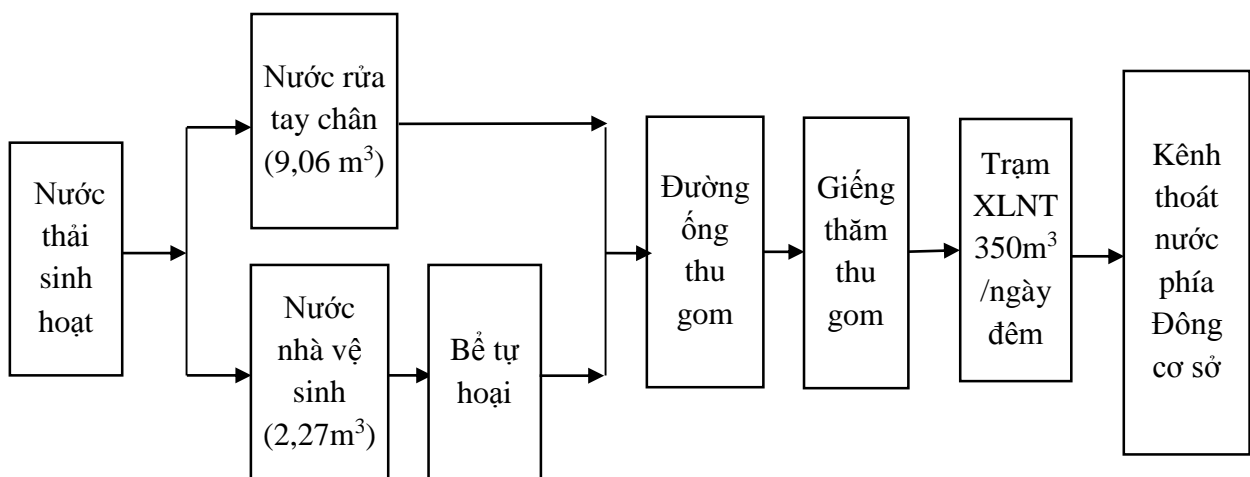 Nước
thải
sinh
hoạt
Nước rửa
tay chân
(9,06 m³)
Nước
nhà vệ
sinh
(2,27m³)
Bể tự
hoại
Đường
ống
thu
gom
Giếng
thăm
thu
gom
Trạm
XLNT
350m³
/ngày
đêm
Kênh
thoát
nước
phía
Đông
cơ sở